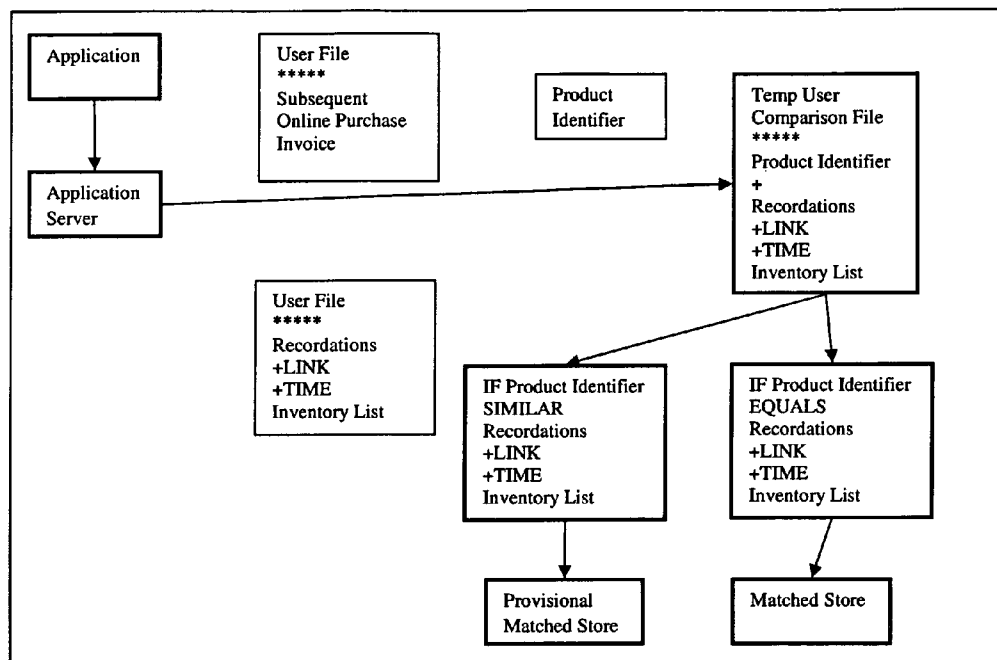 Application
User File
*****
Subsequent
Online Purchase
Invoice
Product
Identifier
Temp User
Comparison File
*****
Product Identifier
+
Recordations
+LINK
+TIME
Inventory List
Application
Server
User File
*****
Recordations
+LINK
+TIME
Inventory List
IF Product Identifier
SIMILAR
Recordations
+LINK
+TIME
Inventory List
IF Product Identifier
EQUALS
Recordations
+LINK
+TIME
Inventory List
Provisional
Matched Store
Matched Store